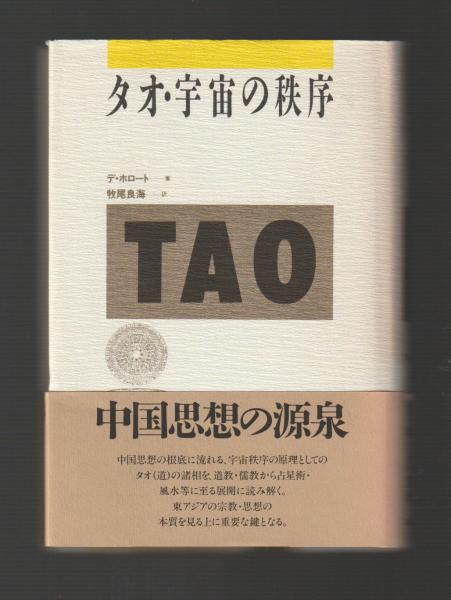 タオ・宇宙の秩序
デ・ホロート 著
牧尾良海 訳
TAO
中国思想の源泉
中国思想の根底に流れる、宇宙秩序の原理としての
タオ(道)の諸相を、道教・儒教から占星術・
風水等に至る展開に読み解く。
東アジアの宗教・思想の
本質を見る上に重要な鍵となる。